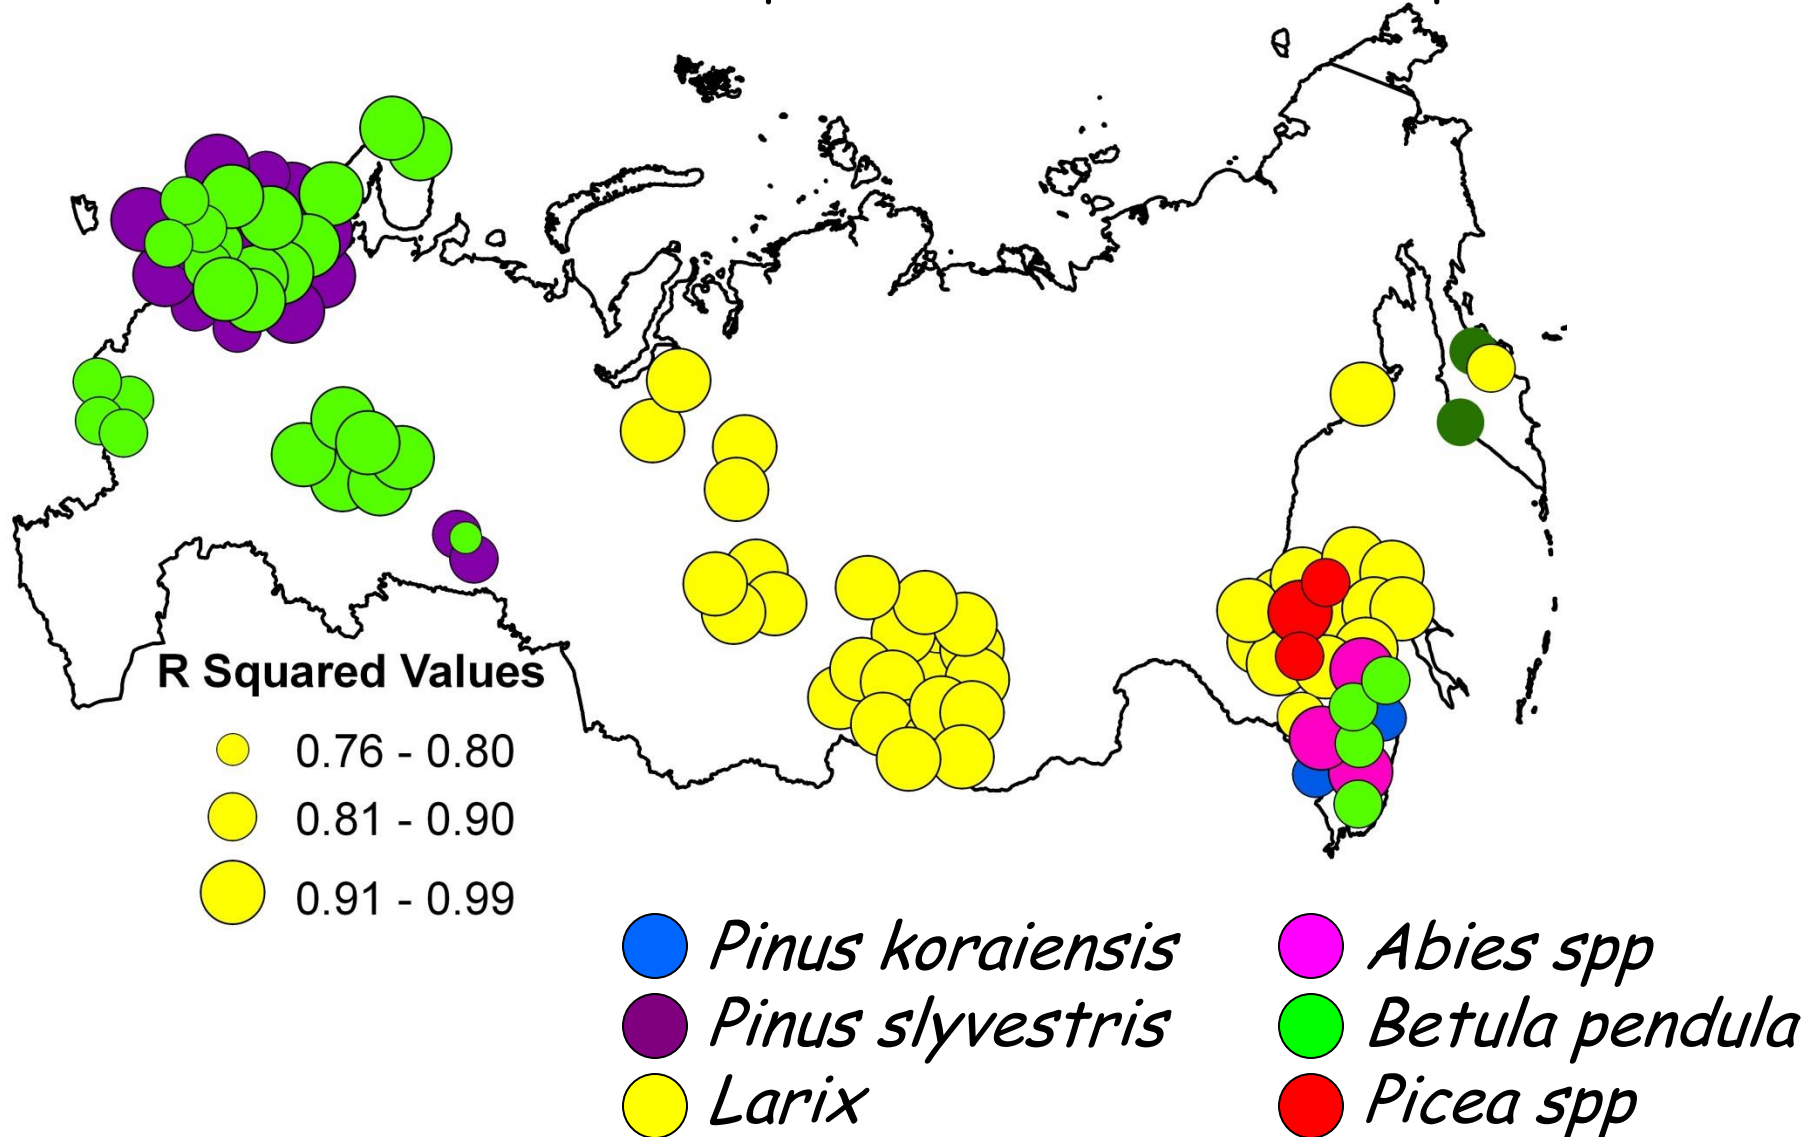 R Squared Values
0.76 - 0.80
0.81 - 0.90
0.91 - 0.99
Pinus koraiensis
Abies spp
Pinus slyvestris
Betula pendula
Larix
Picea spp